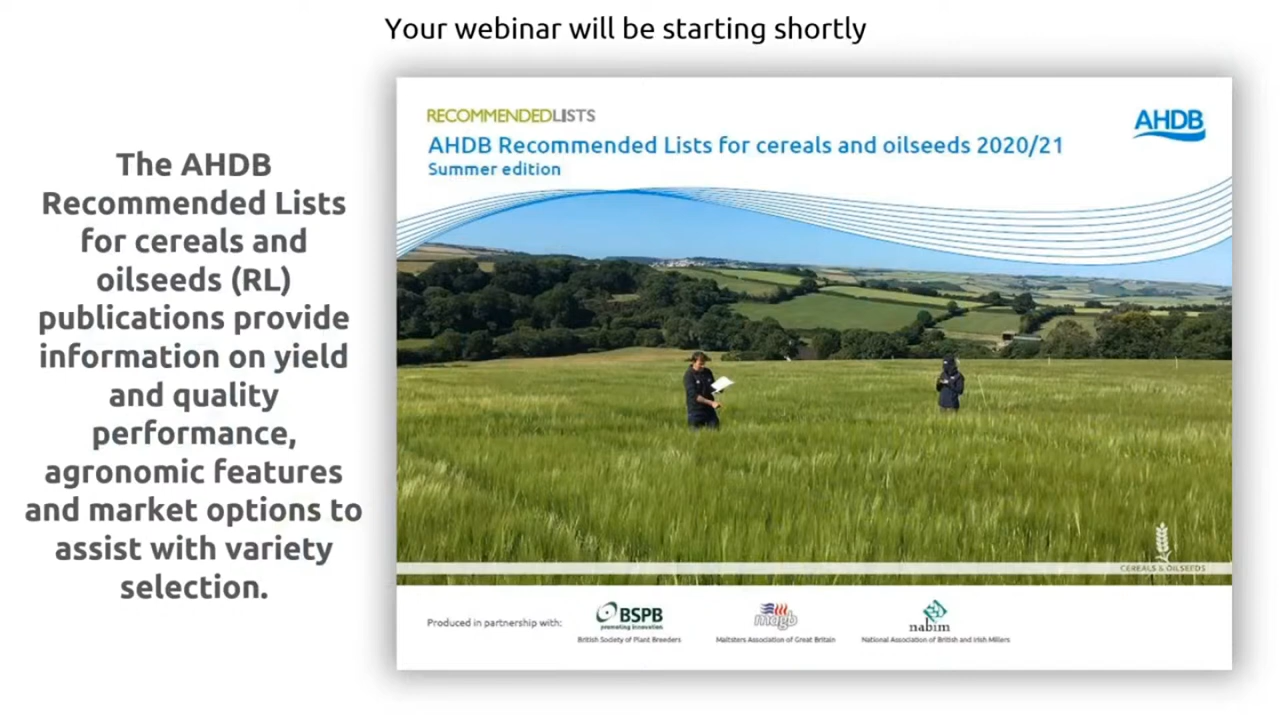 Your webinar will be starting shortly
The AHDB
Recommended Lists
for cereals and
oilseeds (RL)
publications provide
information on yield
and quality
performance,
agronomic features
and market options to
assist with variety
selection.
RECOMMENDEDLISTS
AHDB
AHDB Recommended Lists for cereals and oilseeds 2020/21
Summer edition
CEREALS & OILSEEDS
Produced in partnership with:
BSPB
promoting innovation
British Society of Plant Breeders
magb
Maltsters Association of Great Britain
nabim
National Association of British and Irish Millers